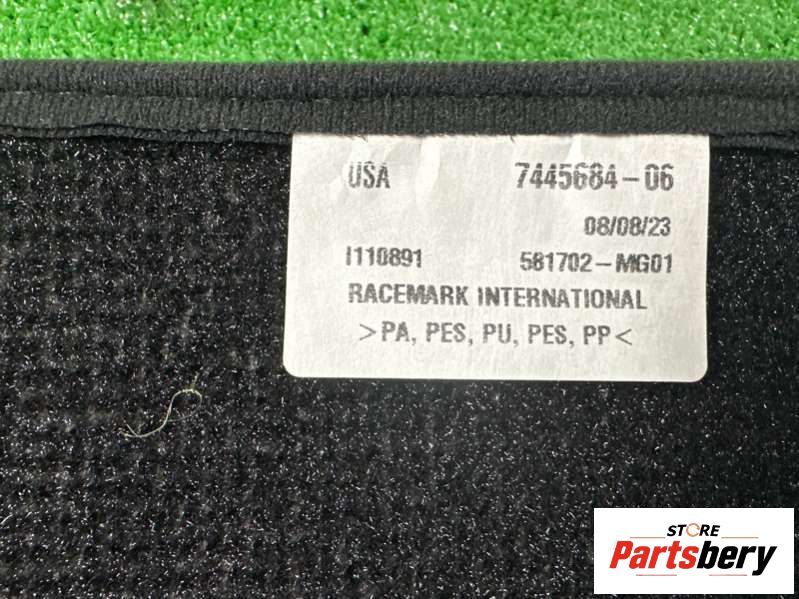 USA 7445684-06
08/08/23
I110891 581702-MG01
RACEMARK INTERNATIONAL
>PA, PES, PU, PES, PP<
STORE
Partsbery